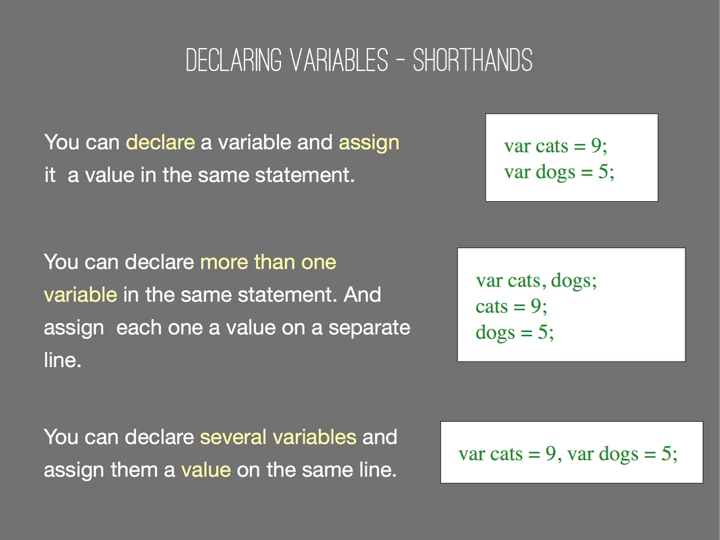 DECLARING VARIABLES - SHORTHANDS
You can declare a variable and assign
it  a value in the same statement.
var cats = 9;
var dogs = 5;
You can declare more than one
variable in the same statement. And
assign  each one a value on a separate
line.
var cats, dogs;
cats = 9;
dogs = 5;
You can declare several variables and
assign them a value on the same line.
var cats = 9, var dogs = 5;